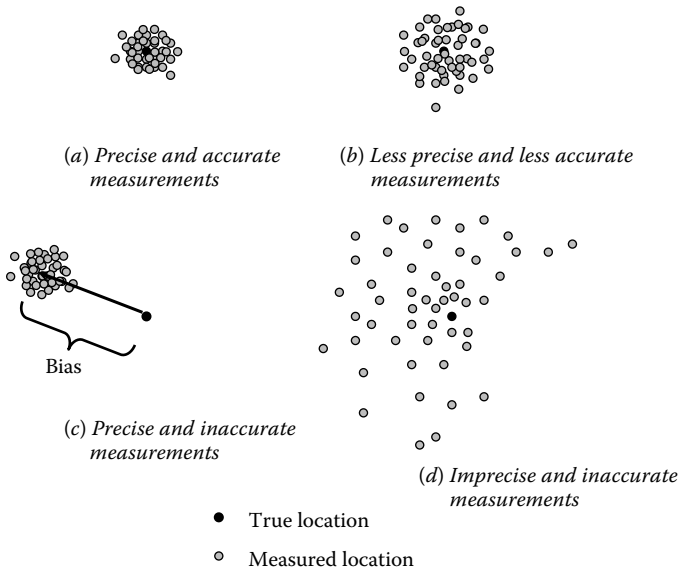 (a) Precise and accurate
measurements
(b) Less precise and less accurate
measurements
Bias
(c) Precise and inaccurate
measurements
(d) Imprecise and inaccurate
measurements
True location
Measured location